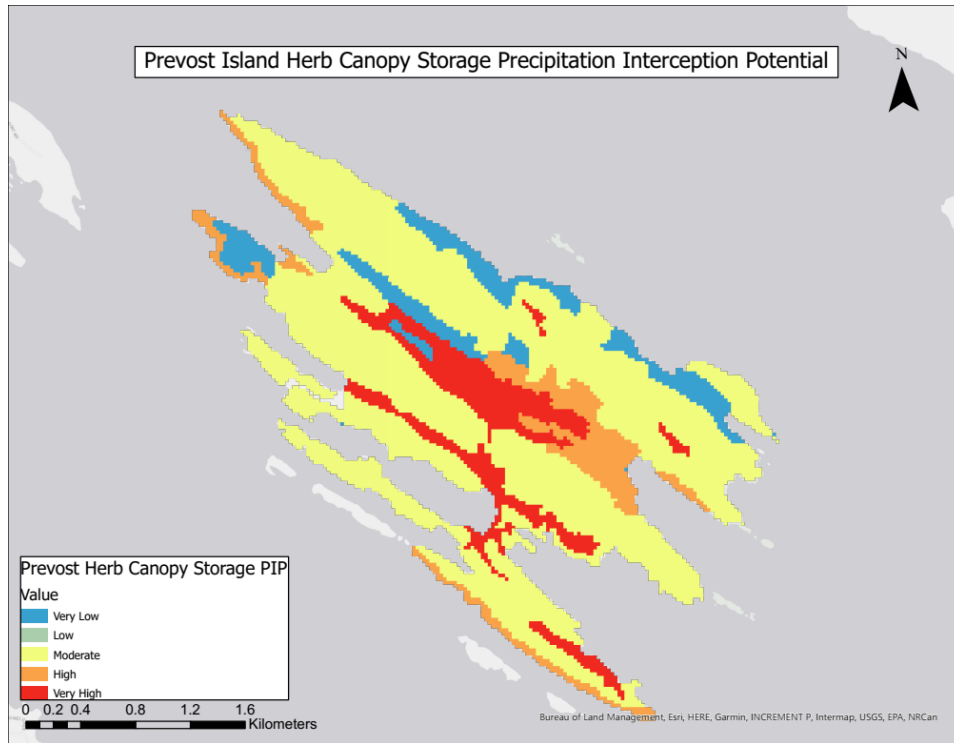 Prevost Island Herb Canopy Storage Precipitation Interception Potential
N
Prevost Herb Canopy Storage PIP
Value
Very Low
Low
Moderate
High
Very High
0 0.2 0.4 0.8 1.2 1.6
Kilometers
Bureau of Land Management, Esri, HERE, Garmin, INCREMENT P, Intermap, USGS, EPA, NRCan